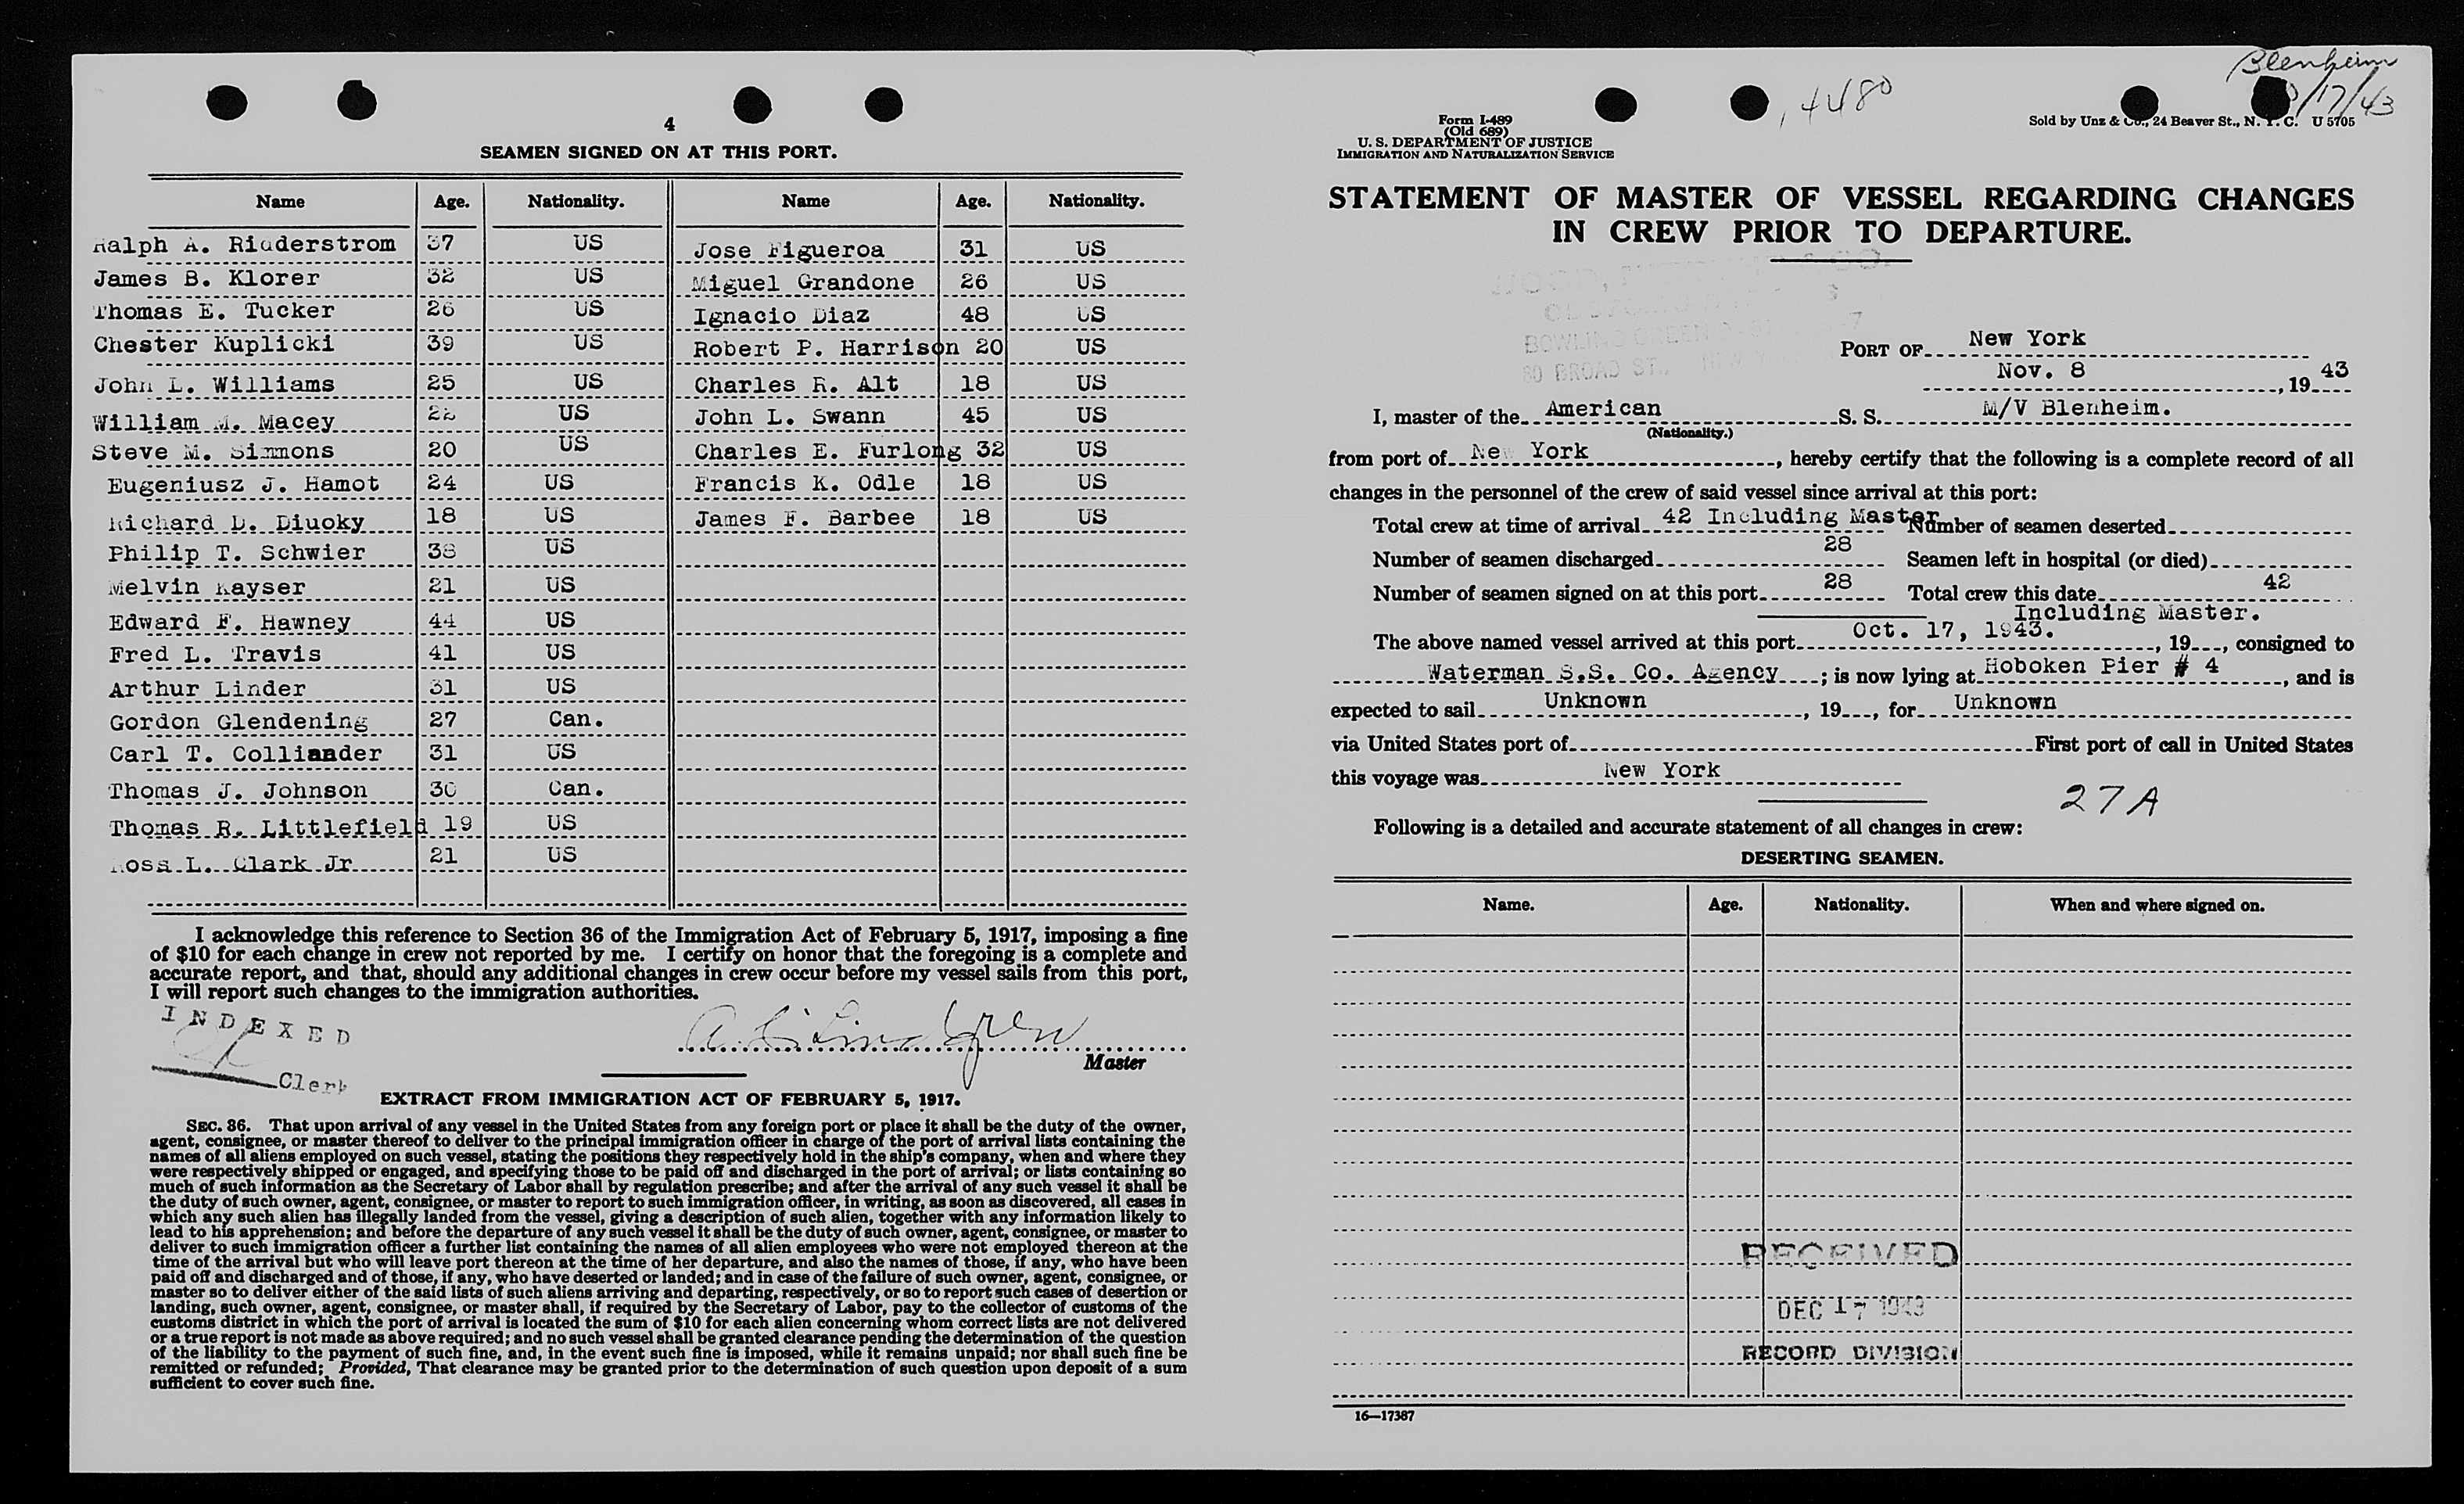 4
SEAMEN SIGNED ON AT THIS PORT.
Name Age. Nationality. Name Age. Nationality.
Ralph A. Ridderstrom 37 US Jose Figueroa 31 US
James B. Klorer 32 US Miguel Grandone 26 US
Thomas E. Tucker 26 US Ignacio Diaz 48 US
Chester Kuplicki 39 US Robert P. Harrison 20 US
John L. Williams 25 US Charles R. Alt 18 US
William M. Macey US John L. Swann 45 US
Steve M. Simmons 20 US Charles E. Furlong 32 US
Eugeniusz J. Hamot 24 US Francis K. Odle 18 US
Richard D. Diuoky 18 US James F. Barbee 18 US
Philip T. Schwier 38 US
Melvin Kayser 21 US
Edward F. Hawney 44 US
Fred L. Travis 41 US
Arthur Linder 31 US
Gordon Glendening 27 Can.
Carl T. Colliander 31 US
Thomas J. Johnson 30 Can.
Thomas R. Littlefield 19 US
Ross L. Clark Jr 21 US
I acknowledge this reference to Section 36 of the Immigration Act of February 5, 1917, imposing a fine
of $10 for each change in crew not reported by me. I certify on honor that the foregoing is a complete and
accurate report, and that, should any additional changes in crew occur before my vessel sails from this port,
I will report such changes to the immigration authorities.
INDEXED
Clerk
Lindgren
Master
EXTRACT FROM IMMIGRATION ACT OF FEBRUARY 5, 1917.
SEC. 36. That upon arrival of any vessel in the United States from any foreign port or place it shall be the duty of the owner,
agent, consignee, or master thereof to deliver to the principal immigration officer in charge of the port of arrival lists containing the
names of all aliens employed on such vessel, stating the positions they respectively hold in the ship's company, when and where they
were respectively shipped or engaged, and specifying those to be paid off and discharged in the port of arrival; or lists containing so
much of such information as the Secretary of Labor shall by regulation prescribe; and after the arrival of any such vessel it shall be
the duty of such owner, agent, consignee, or master to report to such immigration officer, in writing, as soon as discovered, all cases in
which any such alien has illegally landed from the vessel, giving a description of such alien, together with any information likely to
lead to his apprehension; and before the departure of any such vessel it shall be the duty of such owner, agent, consignee, or master to
deliver to such immigration officer a further list containing the names of all alien employees who were not employed thereon at the
time of the arrival but who will leave port thereon at the time of her departure, and also the names of those, if any, who have been
paid off and discharged and of those, if any, who have deserted or landed; and in case of the failure of such owner, agent, consignee, or
master so to deliver either of the said lists of such aliens arriving and departing, respectively, or so to report such cases of desertion or
landing, such owner, agent, consignee, or master shall, if required by the Secretary of Labor, pay to the collector of customs of the
customs district in which the port of arrival is located the sum of $10 for each alien concerning whom correct lists are not delivered
or a true report is not made as above required; and no such vessel shall be granted clearance pending the determination of the question
of the liability to the payment of such fine, and, in the event such fine is imposed, while it remains unpaid; nor shall such fine be
remitted or refunded; Provided, That clearance may be granted prior to the determination of such question upon deposit of a sum
sufficient to cover such fine.
Blenheim
/17/43
4480
Form I-489
(Old 689)
U. S. DEPARTMENT OF JUSTICE
IMMIGRATION AND NATURALIZATION SERVICE
Sold by Unz & Co., 24 Beaver St., N. Y. C. U 5705
STATEMENT OF MASTER OF VESSEL REGARDING CHANGES
IN CREW PRIOR TO DEPARTURE.
BOWLING GREEN
80 BROAD ST.,
PORT OF New York
Nov. 8, 1943
I, master of the American S. S. M/V Blenheim.
(Nationality.)
from port of New York, hereby certify that the following is a complete record of all
changes in the personnel of the crew of said vessel since arrival at this port:
Total crew at time of arrival 42 Including Master Number of seamen deserted
Number of seamen discharged 28 Seamen left in hospital (or died)
Number of seamen signed on at this port 28 Total crew this date 42
Including Master.
The above named vessel arrived at this port Oct. 17, 1943., 19, consigned to
Waterman S.S. Co. Agency; is now lying at Hoboken Pier # 4, and is
expected to sail Unknown, 19, for Unknown
via United States port of First port of call in United States
this voyage was New York
27A
Following is a detailed and accurate statement of all changes in crew:
DESERTING SEAMEN.
Name. Age. Nationality. When and where signed on.
RECEIVED
DEC 17 1943
RECORD DIVISION
16—17387